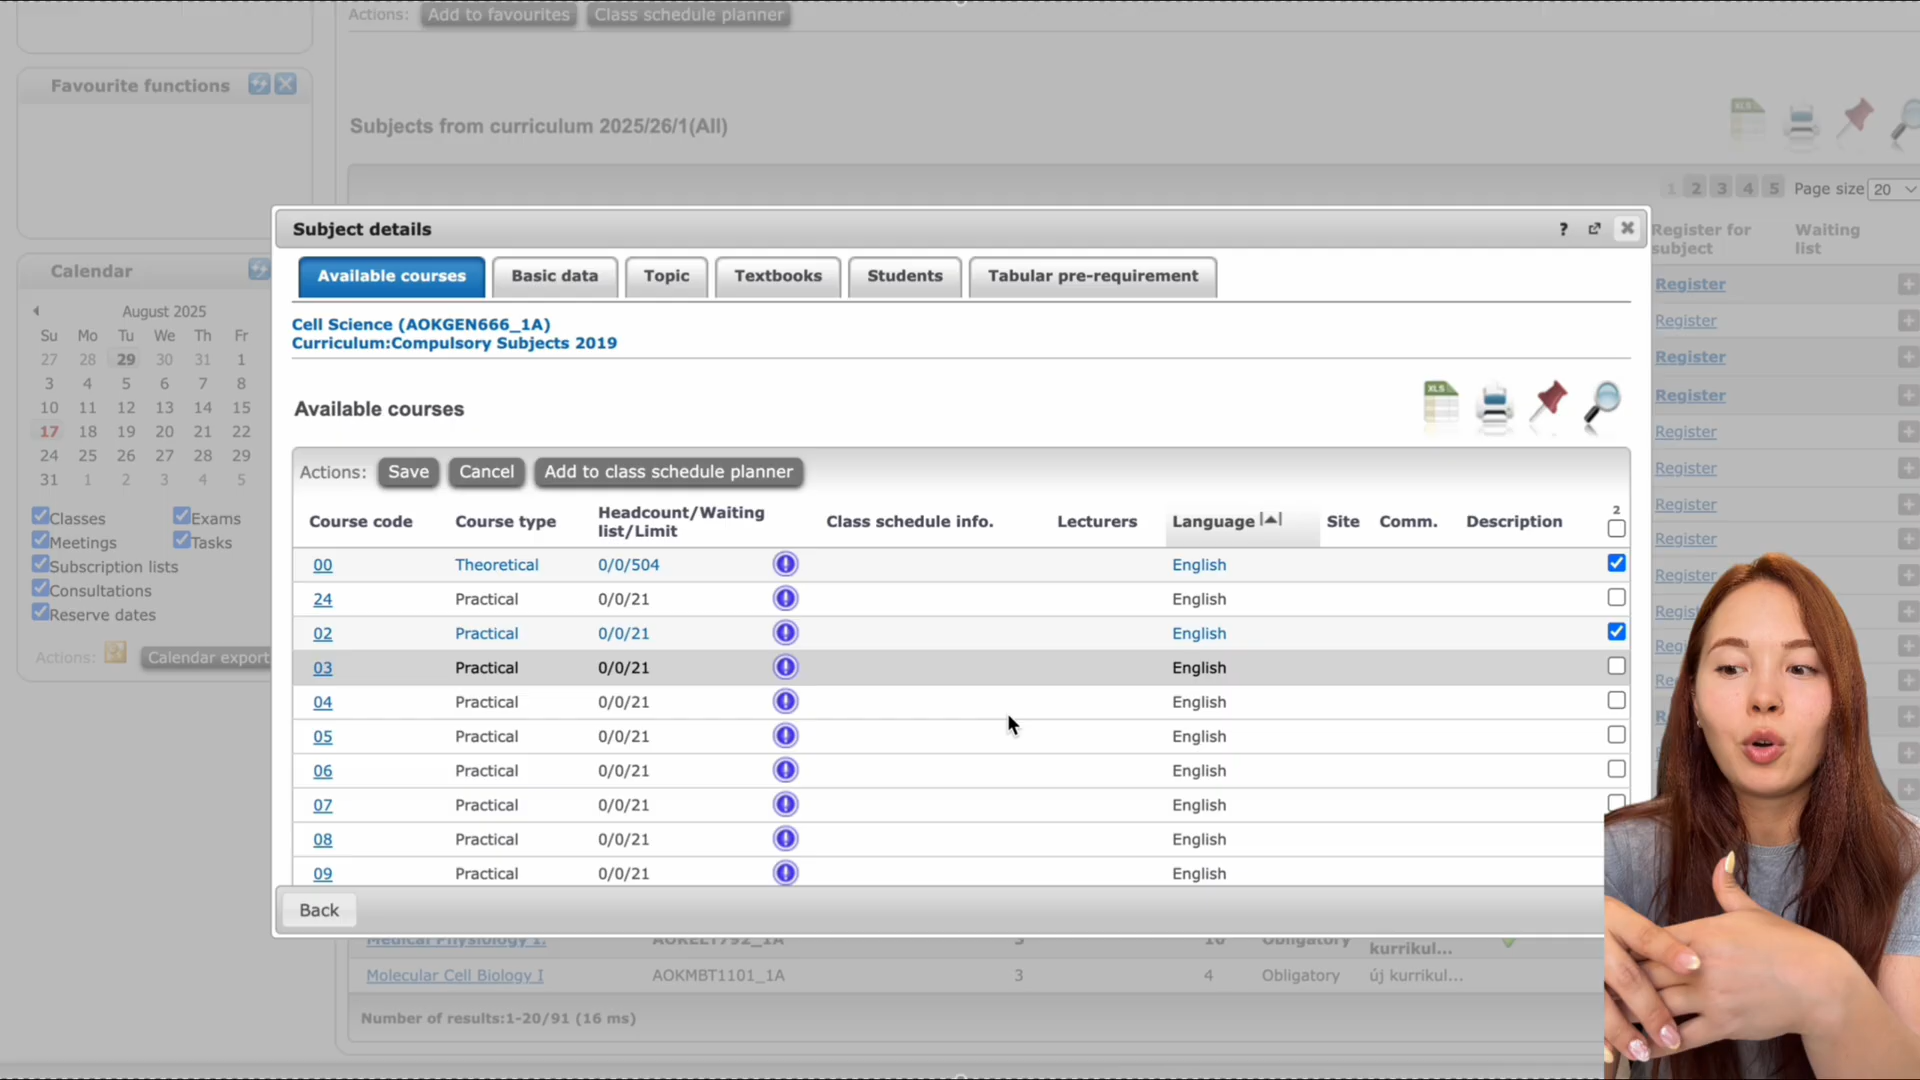 Actions: Add to favourites Class schedule planner
Favourite functions
Subjects from curriculum 2025/26/1(All)
XLS
1 2 3 4 5 Page size 20
Register for subject
Waiting list
Subject details ?
Available courses Basic data Topic Textbooks Students Tabular pre-requirement
Cell Science (AOKGEN666_1A)
Curriculum:Compulsory Subjects 2019
Available courses
XLS
Actions: Save Cancel Add to class schedule planner
Course code Course type Headcount/Waiting list/Limit Class schedule info. Lecturers Language Site Comm. Description 2
00 Theoretical 0/0/504 English
24 Practical 0/0/21 English
02 Practical 0/0/21 English
03 Practical 0/0/21 English
04 Practical 0/0/21 English
05 Practical 0/0/21 English
06 Practical 0/0/21 English
07 Practical 0/0/21 English
08 Practical 0/0/21 English
09 Practical 0/0/21 English
Back
Calendar
August 2025
Su Mo Tu We Th Fr
27 28 29 30 31 1
3 4 5 6 7 8
10 11 12 13 14 15
17 18 19 20 21 22
24 25 26 27 28 29
31 1 2 3 4 5
Classes Exams
Meetings Tasks
Subscription lists
Consultations
Reserve dates
Actions: Calendar export
Register
Register
Register
Register
Register
Register
Register
Register
Register
Medical Physiology I. AOKELT792_1A 10 Obligatory kurrikul...
Molecular Cell Biology I AOKMBT1101_1A 3 4 Obligatory új kurrikul...
Number of results:1-20/91 (16 ms)